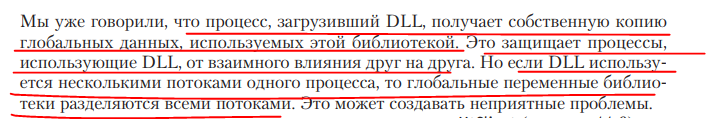 Мы уже говорили, что процесс, загрузивший DLL, получает собственную копию
глобальных данных, используемых этой библиотекой. Это защищает процессы,
использующие DLL, от взаимного влияния друг на друга. Но если DLL использу-
ется несколькими потоками одного процесса, то глобальные переменные библио-
теки разделяются всеми потоками. Это может создавать неприятные проблемы.